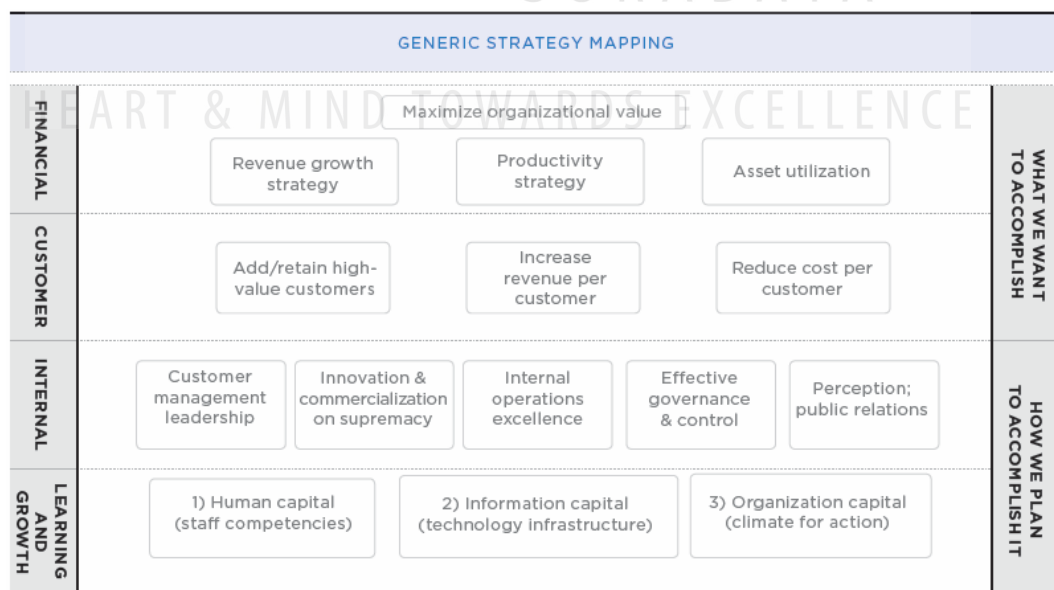 GENERIC STRATEGY MAPPING
HEART & MIND TOWARDS EXCELLENCE
FINANCIAL
Maximize organizational value
Revenue growth
strategy
Productivity
strategy
Asset utilization
WHAT WE WANT
TO ACCOMPLISH
CUSTOMER
Add/retain high-
value customers
Increase
revenue per
customer
Reduce cost per
customer
INTERNAL
Customer
management
leadership
Innovation &
commercialization
on supremacy
Internal
operations
excellence
Effective
governance
& control
Perception;
public relations
HOW WE PLAN
TO ACCOMPLISH IT
LEARNING
AND
GROWTH
1) Human capital
(staff competencies)
2) Information capital
(technology infrastructure)
3) Organization capital
(climate for action)